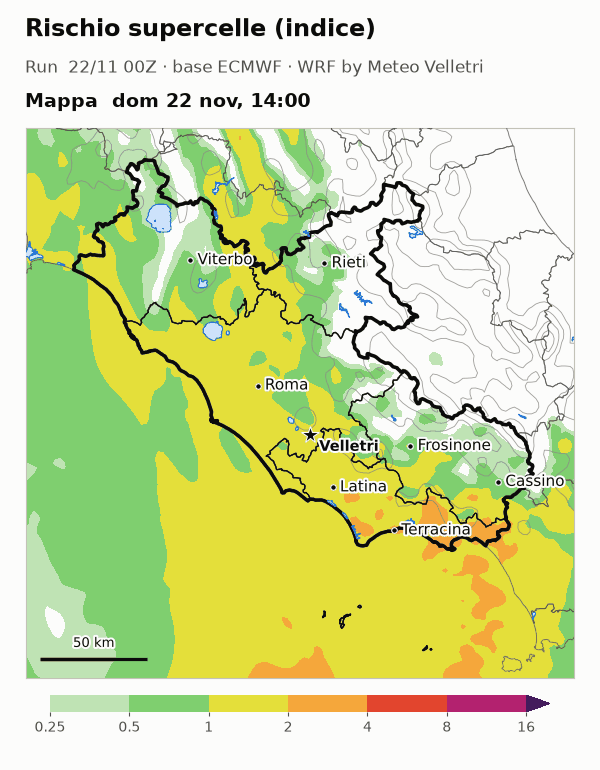 Rischio supercelle (indice)
Run 22/11 00Z · base ECMWF · WRF by Meteo Velletri
Mappa dom 22 nov, 14:00
Viterbo
Rieti
Roma
Velletri
Frosinone
Cassino
Latina
Terracina
50 km
0.25 0.5 1 2 4 8 16